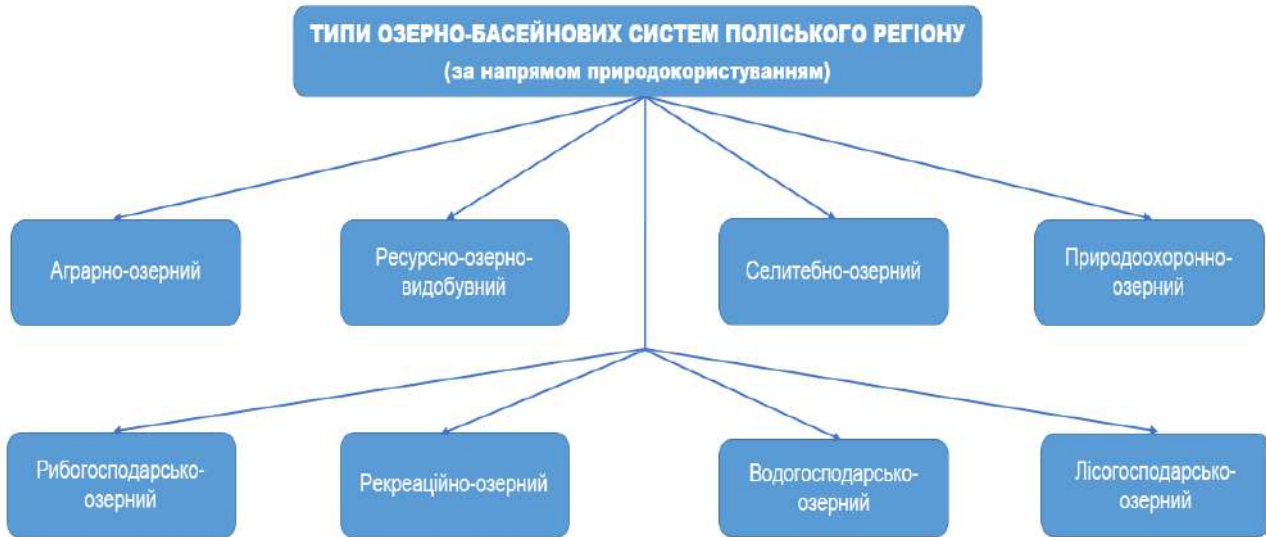 ТИПИ ОЗЕРНО-БАСЕЙНОВИХ СИСТЕМ ПОЛІСЬКОГО РЕГІОНУ
(за напрямом природокористуванням)
Аграрно-озерний
Ресурсно-озерно-
видобувний
Селитебно-озерний
Природоохоронно-
озерний
Рибогосподарсько-
озерний
Рекреаційно-озерний
Водогосподарсько-
озерний
Лісогосподарсько-
озерний